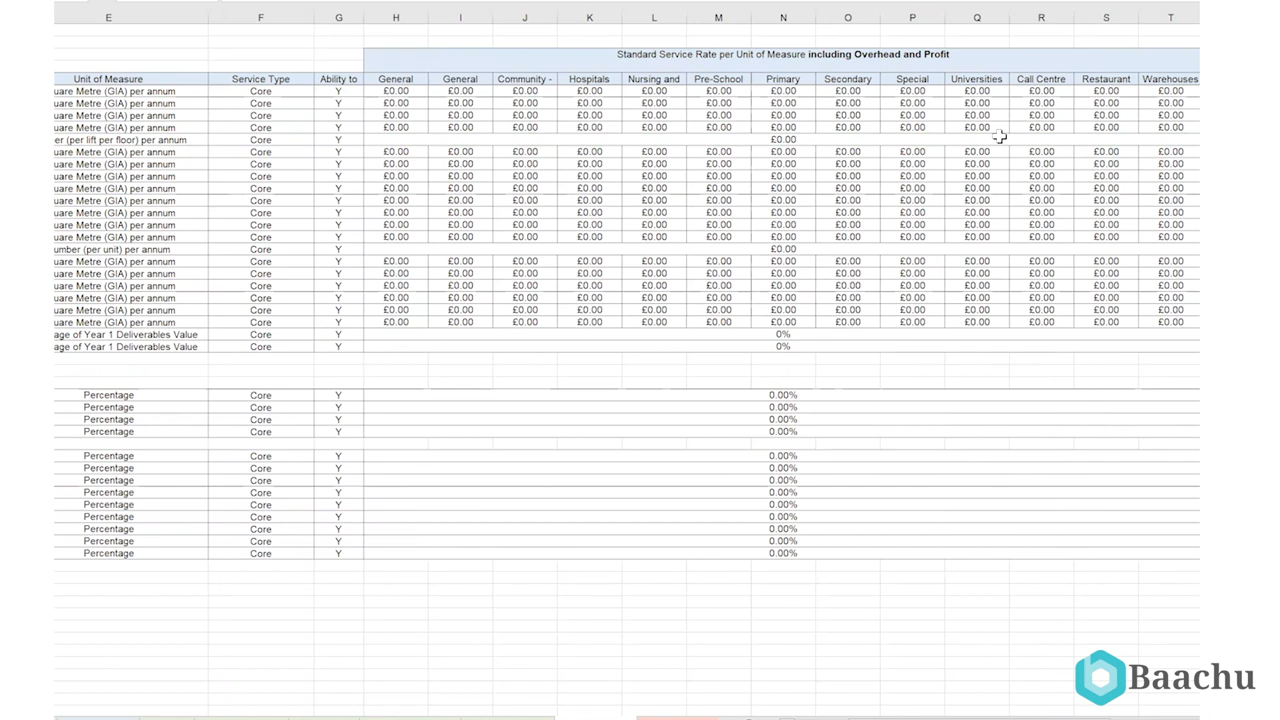 E F G H I J K L M N O P Q R S T
Standard Service Rate per Unit of Measure including Overhead and Profit
Unit of Measure Service Type Ability to General General Community - Hospitals Nursing and Pre-School Primary Secondary Special Universities Call Centre Restaurant Warehouses
uare Metre (GIA) per annum Core Y £0.00 £0.00 £0.00 £0.00 £0.00 £0.00 £0.00 £0.00 £0.00 £0.00 £0.00 £0.00 £0.00
uare Metre (GIA) per annum Core Y £0.00 £0.00 £0.00 £0.00 £0.00 £0.00 £0.00 £0.00 £0.00 £0.00 £0.00 £0.00 £0.00
uare Metre (GIA) per annum Core Y £0.00 £0.00 £0.00 £0.00 £0.00 £0.00 £0.00 £0.00 £0.00 £0.00 £0.00 £0.00 £0.00
uare Metre (GIA) per annum Core Y £0.00 £0.00 £0.00 £0.00 £0.00 £0.00 £0.00 £0.00 £0.00 £0.00 £0.00 £0.00 £0.00
er (per lift per floor) per annum Core Y £0.00
uare Metre (GIA) per annum Core Y £0.00 £0.00 £0.00 £0.00 £0.00 £0.00 £0.00 £0.00 £0.00 £0.00 £0.00 £0.00 £0.00
uare Metre (GIA) per annum Core Y £0.00 £0.00 £0.00 £0.00 £0.00 £0.00 £0.00 £0.00 £0.00 £0.00 £0.00 £0.00 £0.00
uare Metre (GIA) per annum Core Y £0.00 £0.00 £0.00 £0.00 £0.00 £0.00 £0.00 £0.00 £0.00 £0.00 £0.00 £0.00 £0.00
uare Metre (GIA) per annum Core Y £0.00 £0.00 £0.00 £0.00 £0.00 £0.00 £0.00 £0.00 £0.00 £0.00 £0.00 £0.00 £0.00
uare Metre (GIA) per annum Core Y £0.00 £0.00 £0.00 £0.00 £0.00 £0.00 £0.00 £0.00 £0.00 £0.00 £0.00 £0.00 £0.00
uare Metre (GIA) per annum Core Y £0.00 £0.00 £0.00 £0.00 £0.00 £0.00 £0.00 £0.00 £0.00 £0.00 £0.00 £0.00 £0.00
uare Metre (GIA) per annum Core Y £0.00 £0.00 £0.00 £0.00 £0.00 £0.00 £0.00 £0.00 £0.00 £0.00 £0.00 £0.00 £0.00
uare Metre (GIA) per annum Core Y £0.00 £0.00 £0.00 £0.00 £0.00 £0.00 £0.00 £0.00 £0.00 £0.00 £0.00 £0.00 £0.00
umber (per unit) per annum Core Y £0.00
uare Metre (GIA) per annum Core Y £0.00 £0.00 £0.00 £0.00 £0.00 £0.00 £0.00 £0.00 £0.00 £0.00 £0.00 £0.00 £0.00
uare Metre (GIA) per annum Core Y £0.00 £0.00 £0.00 £0.00 £0.00 £0.00 £0.00 £0.00 £0.00 £0.00 £0.00 £0.00 £0.00
uare Metre (GIA) per annum Core Y £0.00 £0.00 £0.00 £0.00 £0.00 £0.00 £0.00 £0.00 £0.00 £0.00 £0.00 £0.00 £0.00
uare Metre (GIA) per annum Core Y £0.00 £0.00 £0.00 £0.00 £0.00 £0.00 £0.00 £0.00 £0.00 £0.00 £0.00 £0.00 £0.00
uare Metre (GIA) per annum Core Y £0.00 £0.00 £0.00 £0.00 £0.00 £0.00 £0.00 £0.00 £0.00 £0.00 £0.00 £0.00 £0.00
uare Metre (GIA) per annum Core Y £0.00 £0.00 £0.00 £0.00 £0.00 £0.00 £0.00 £0.00 £0.00 £0.00 £0.00 £0.00 £0.00
age of Year 1 Deliverables Value Core Y 0%
age of Year 1 Deliverables Value Core Y 0%
Percentage Core Y 0.00%
Percentage Core Y 0.00%
Percentage Core Y 0.00%
Percentage Core Y 0.00%
Percentage Core Y 0.00%
Percentage Core Y 0.00%
Percentage Core Y 0.00%
Percentage Core Y 0.00%
Percentage Core Y 0.00%
Percentage Core Y 0.00%
Percentage Core Y 0.00%
Percentage Core Y 0.00%
Percentage Core Y 0.00%
Baachu